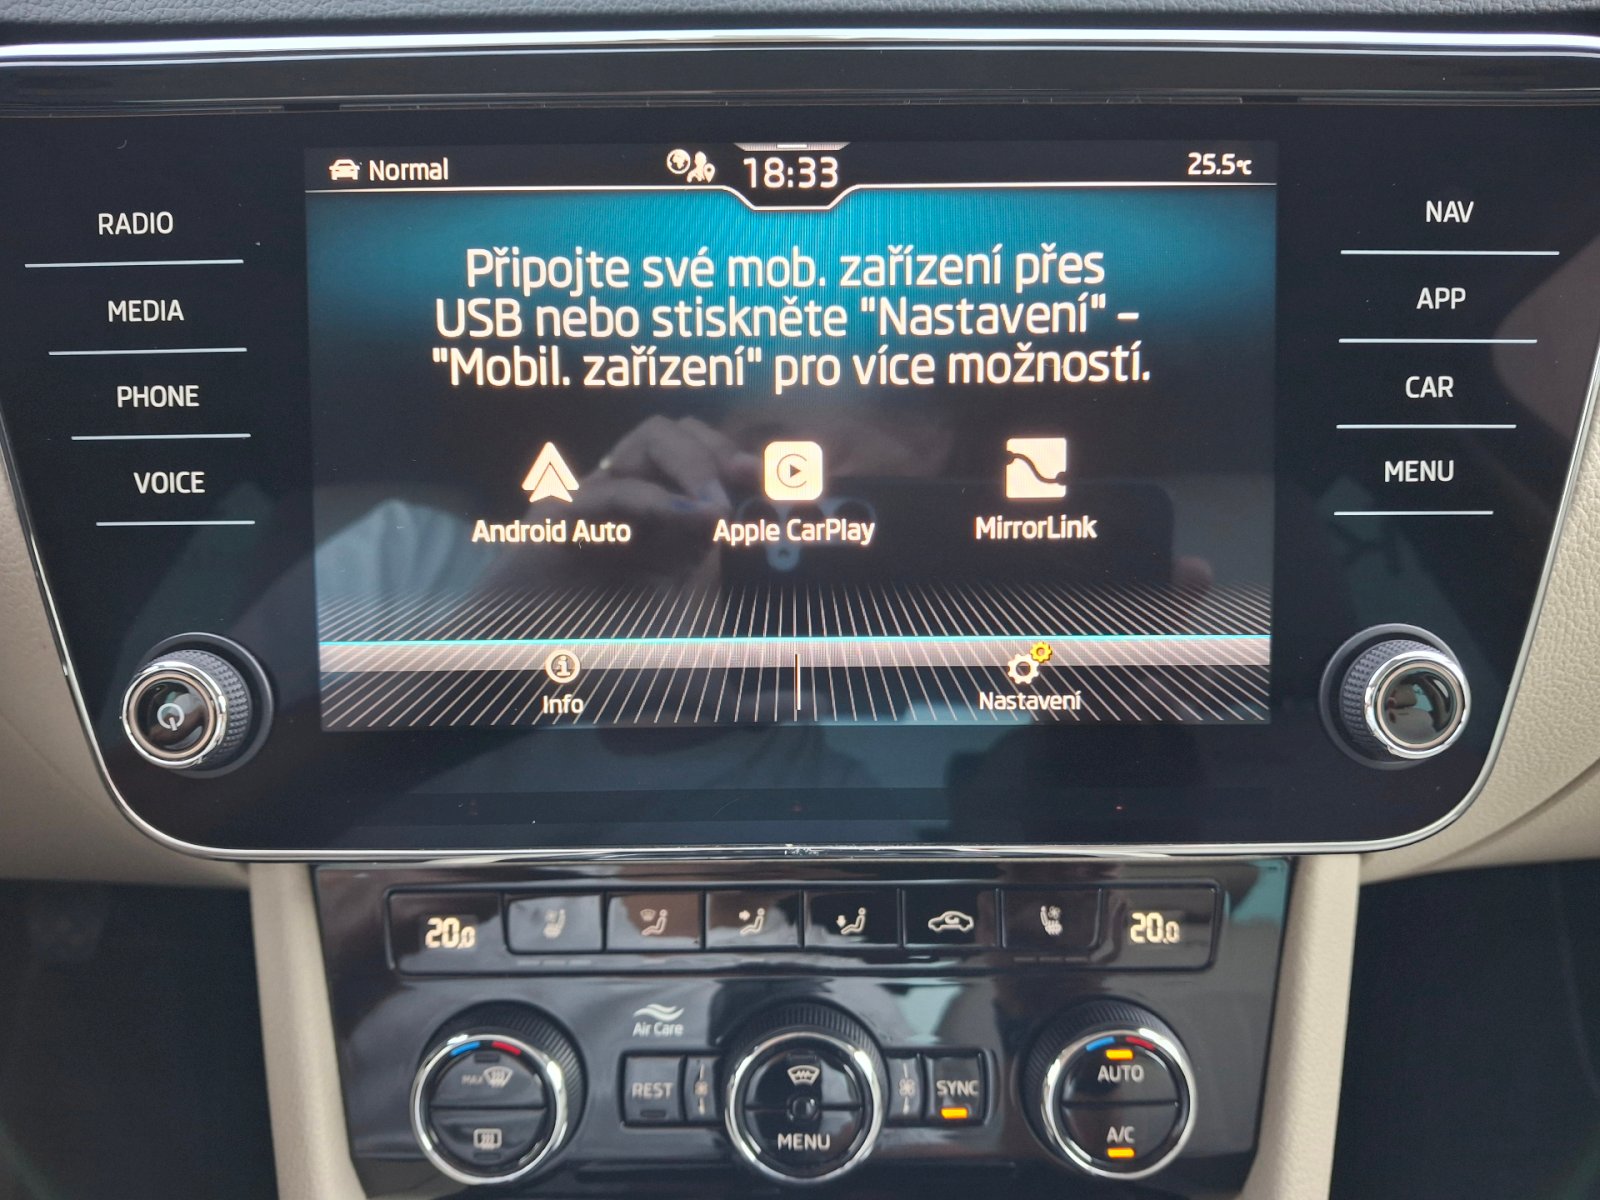 Normal
18:33
25.5°C
RADIO
MEDIA
PHONE
VOICE
NAV
APP
CAR
MENU
Připojte své mob. zařízení přes
USB nebo stiskněte "Nastavení" –
"Mobil. zařízení" pro více možností.
Android Auto
Apple CarPlay
MirrorLink
Info
Nastavení
20,0
20,0
Air Care
MAX
REST
MENU
SYNC
AUTO
A/C